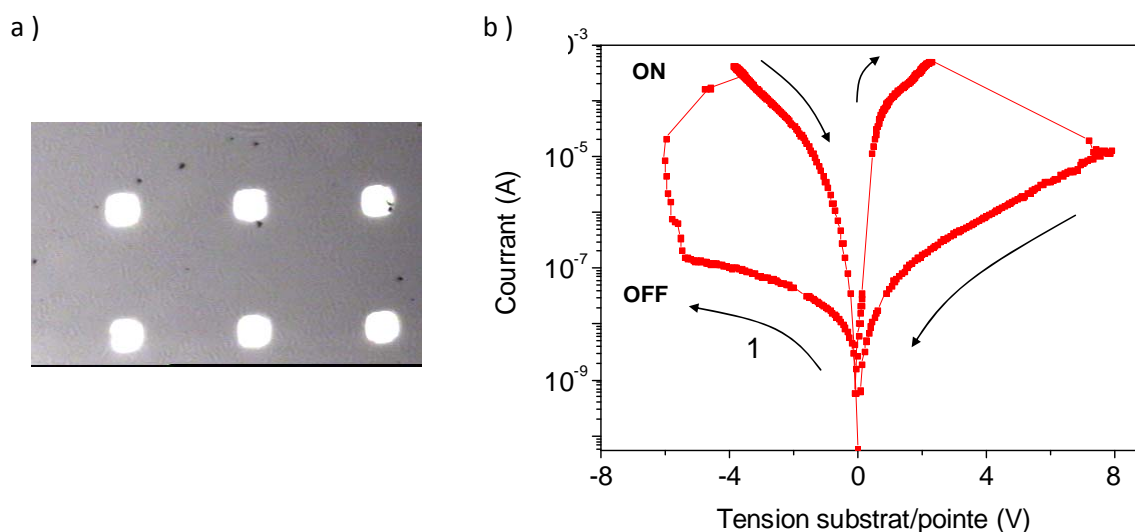 a )
b )
0⁻³
ON
10⁻⁵
10⁻⁷
OFF
1
10⁻⁹
Courrant (A)
-8 -4 0 4 8
Tension substrat/pointe (V)